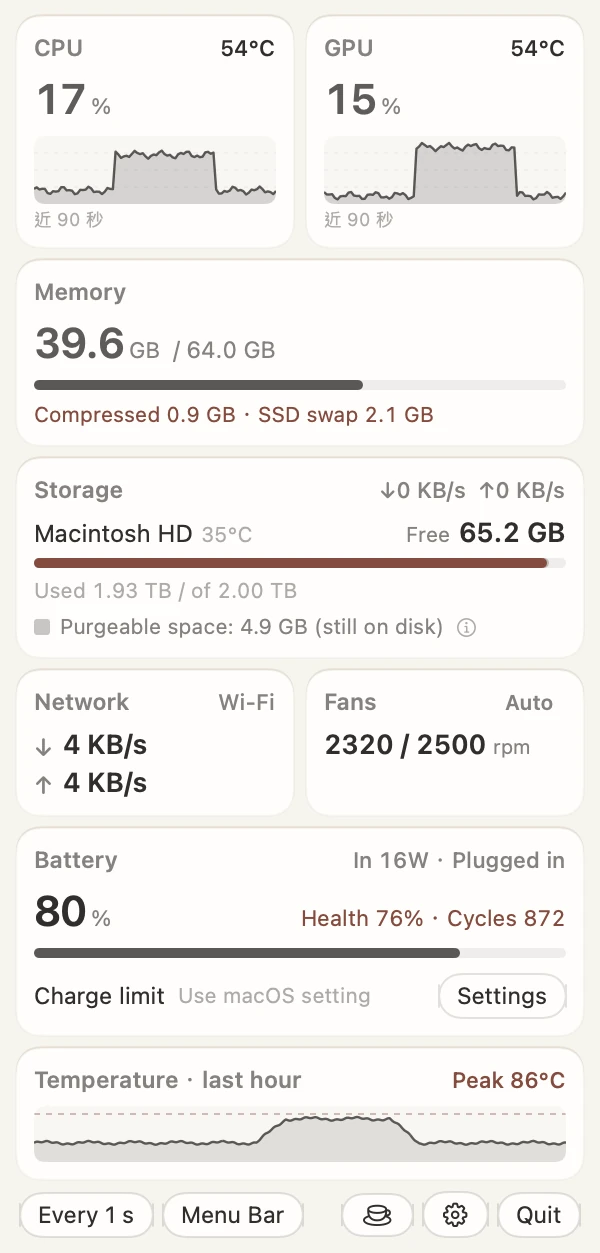 CPU 54°C
17 %
近 90 秒
GPU 54°C
15 %
近 90 秒
Memory
39.6 GB / 64.0 GB
Compressed 0.9 GB · SSD swap 2.1 GB
Storage ↓0 KB/s ↑0 KB/s
Macintosh HD 35°C Free 65.2 GB
Used 1.93 TB / of 2.00 TB
Purgeable space: 4.9 GB (still on disk)
Network Wi-Fi
↓ 4 KB/s
↑ 4 KB/s
Fans Auto
2320 / 2500 rpm
Battery In 16W · Plugged in
80 % Health 76% · Cycles 872
Charge limit Use macOS setting Settings
Temperature · last hour Peak 86°C
Every 1 s Menu Bar Quit